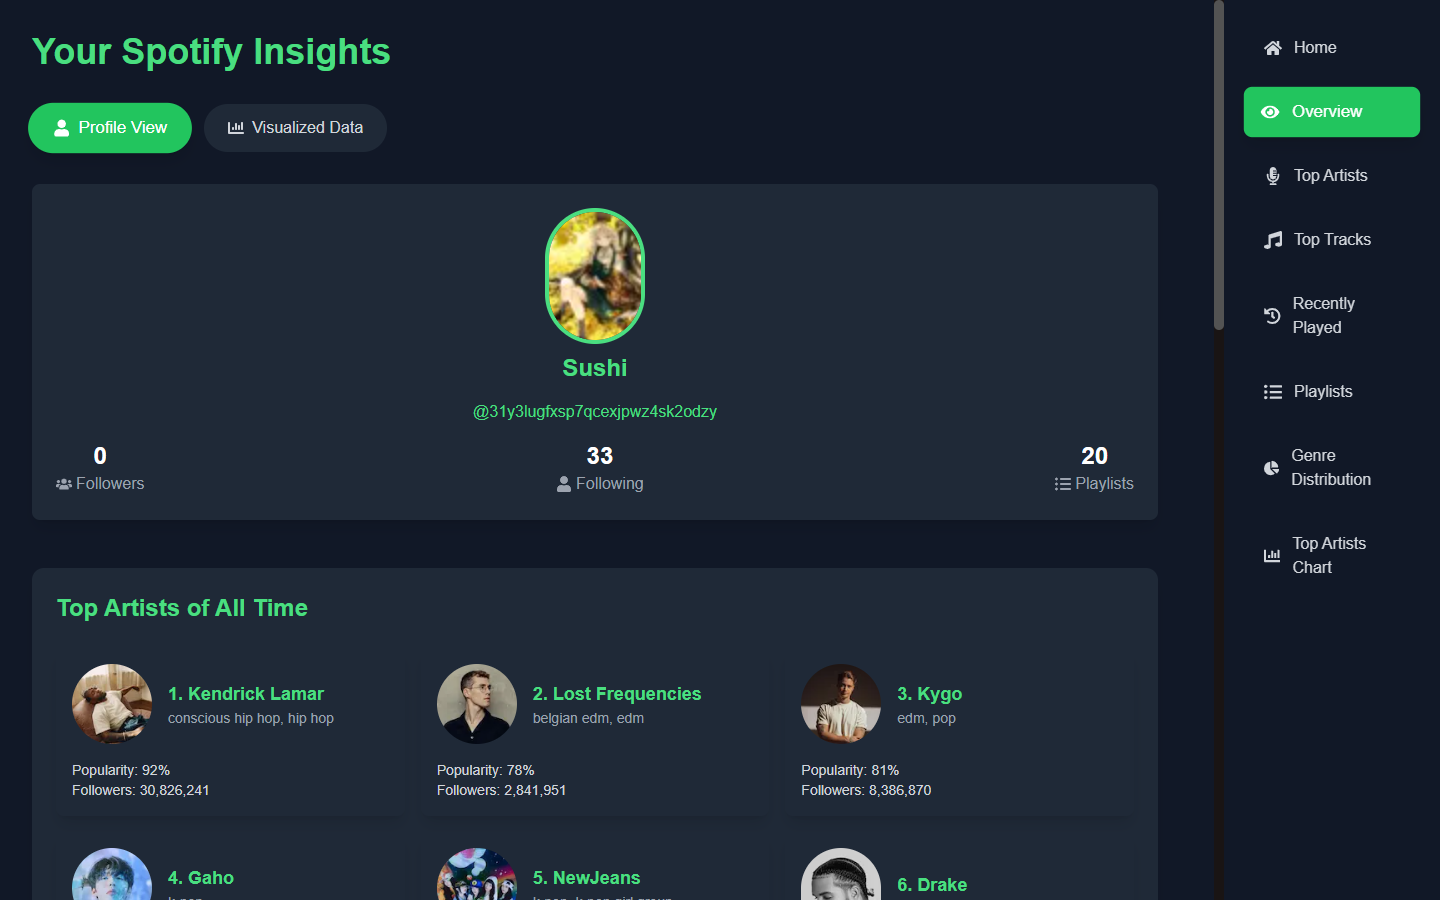 Your Spotify Insights
Profile View
Visualized Data
Sushi
@31y3lugfxsp7qcexjpwz4sk2odzy
0
Followers
33
Following
20
Playlists
Top Artists of All Time
1. Kendrick Lamar
conscious hip hop, hip hop
Popularity: 92%
Followers: 30,826,241
2. Lost Frequencies
belgian edm, edm
Popularity: 78%
Followers: 2,841,951
3. Kygo
edm, pop
Popularity: 81%
Followers: 8,386,870
4. Gaho
5. NewJeans
6. Drake
Home
Overview
Top Artists
Top Tracks
Recently
Played
Playlists
Genre
Distribution
Top Artists
Chart